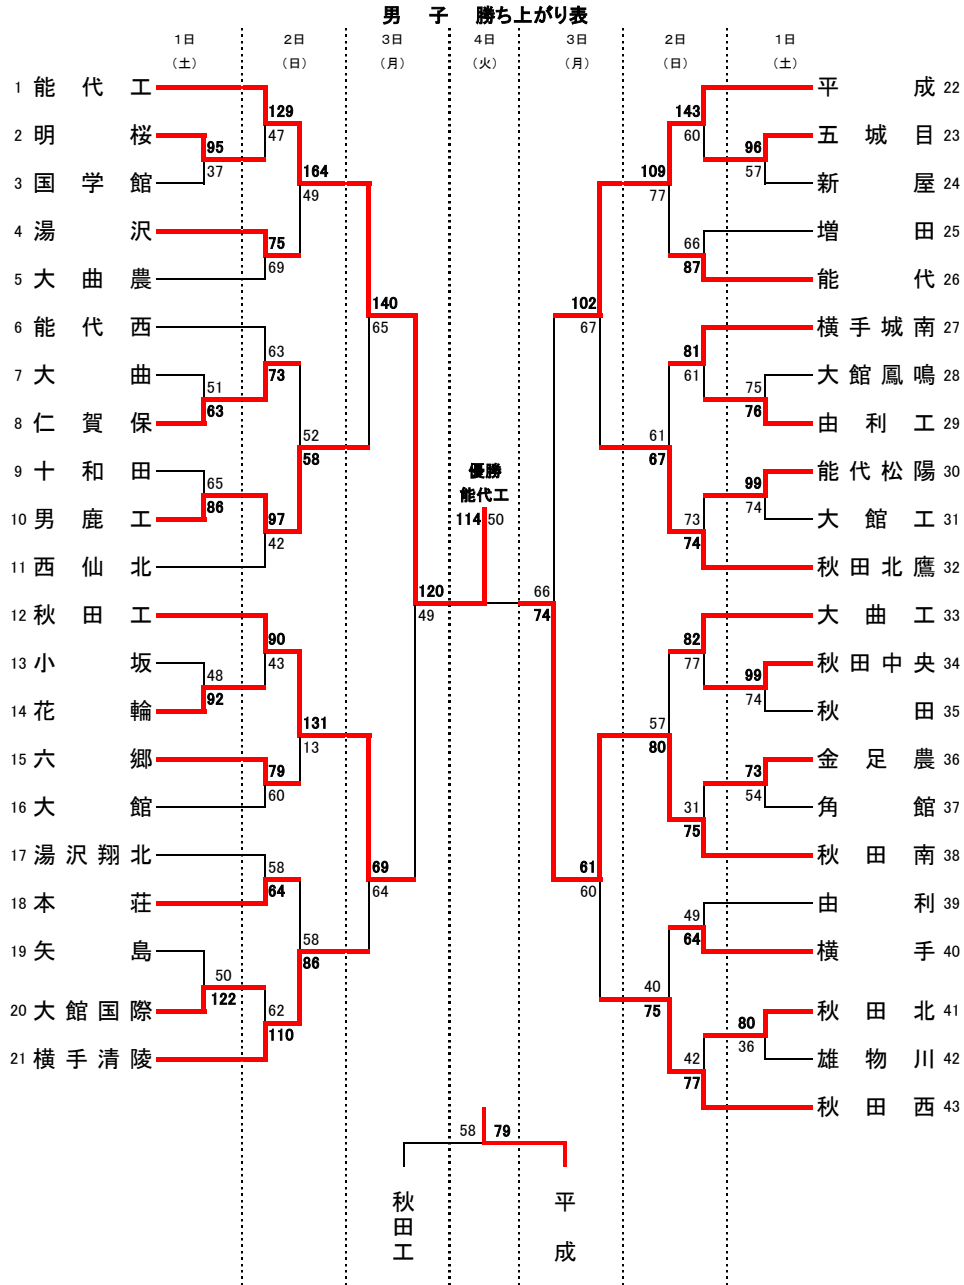 男 子 勝ち上がり表
1日 2日 3日 4日 3日 2日 1日
（土） （日） （月） （火） （月） （日） （土）
1 能代工
129
2 明桜
95
47
37
3 国学館
164
49
4 湯沢
75
69
5 大曲農
140
65
6 能代西
63
73
7 大曲
51
63
8 仁賀保
52
58
9 十和田
65
86
10 男鹿工
97
42
11 西仙北
120
49
12 秋田工
90
43
13 小坂
48
92
14 花輪
131
13
15 六郷
79
60
16 大館
69
64
17 湯沢翔北
58
64
18 本荘
58
86
19 矢島
50
122
20 大館国際
62
110
21 横手清陵
優勝
能代工
114 50
平成 22
143
60
五城目 23
96
57
新屋 24
109
77
増田 25
66
87
能代 26
102
67
横手城南 27
81
61
大館鳳鳴 28
75
76
由利工 29
61
67
能代松陽 30
99
74
大館工 31
73
74
秋田北鷹 32
66
74
大曲工 33
82
77
秋田中央 34
99
74
秋田 35
57
80
金足農 36
73
54
角館 37
31
75
秋田南 38
61
60
由利 39
49
64
横手 40
40
75
秋田北 41
80
36
雄物川 42
42
77
秋田西 43
58 79
秋田工
平成